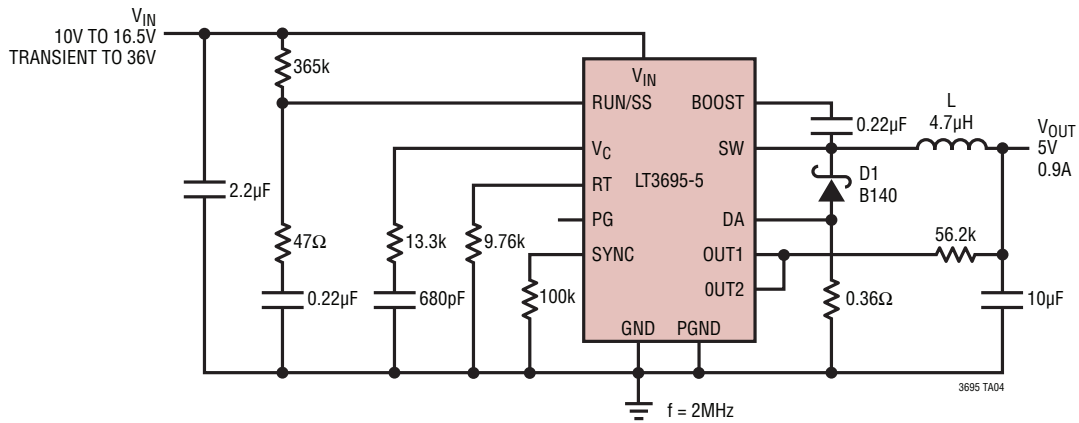 VIN
10V TO 16.5V
TRANSIENT TO 36V
365k
2.2µF
47Ω
0.22µF
13.3k
680pF
9.76k
100k
VIN
RUN/SS
BOOST
VC
SW
RT
LT3695-5
PG
DA
SYNC
OUT1
OUT2
GND
PGND
0.22µF
L
4.7µH
VOUT
5V
0.9A
D1
B140
56.2k
0.36Ω
10µF
3695 TA04
f = 2MHz